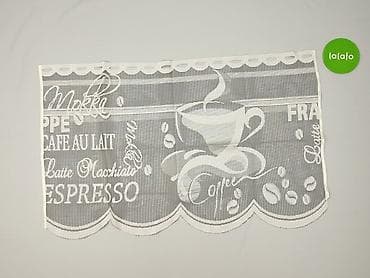 lalafo
Mokka
PPE
CAFE AU LAIT
Latte Macchiato
ESPRESSO
Coffee
FRA
Latte